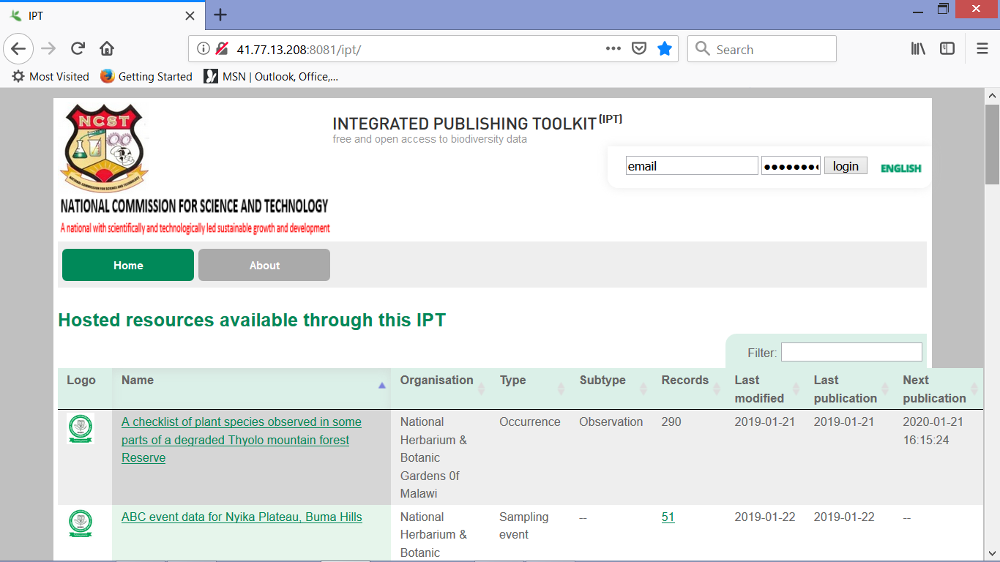 IPT
41.77.13.208:8081/ipt/
Search
Most Visited
Getting Started
MSN | Outlook, Office,...
NCST
NATIONAL COMMISSION FOR SCIENCE AND TECHNOLOGY
A national with scientifically and technologically led sustainable growth and development
INTEGRATED PUBLISHING TOOLKIT(IPT)
free and open access to biodiversity data
email
login
ENGLISH
Home
About
Hosted resources available through this IPT
Filter:
Logo
Name
Organisation
Type
Subtype
Records
Last
modified
Last
publication
Next
publication
A checklist of plant species observed in some
parts of a degraded Thyolo mountain forest
Reserve
National
Herbarium &
Botanic
Gardens 0f
Malawi
Occurrence
Observation
290
2019-01-21
2019-01-21
2020-01-21
16:15:24
ABC event data for Nyika Plateau, Buma Hills
National
Herbarium &
Botanic
Sampling
event
--
51
2019-01-22
2019-01-22
--